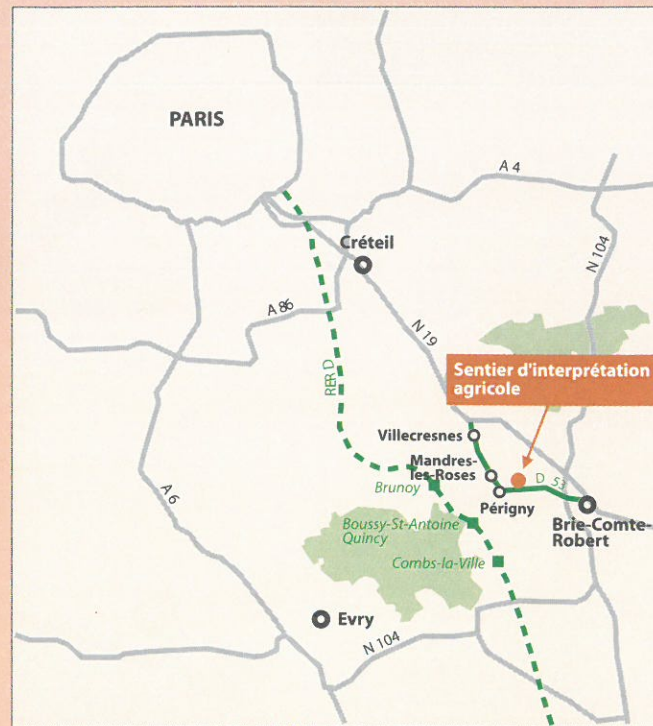 PARIS
A 4
Créteil
N 104
A 86
N 19
RER D
Sentier d'interprétation
agricole
Villecresnes
Mandres-
les-Roses
D 53
Brunoy
Périgny
A 6
Brie-Comte-
Robert
Boussy-St-Antoine
Quincy
Combs-la-Ville
Evry
N 104